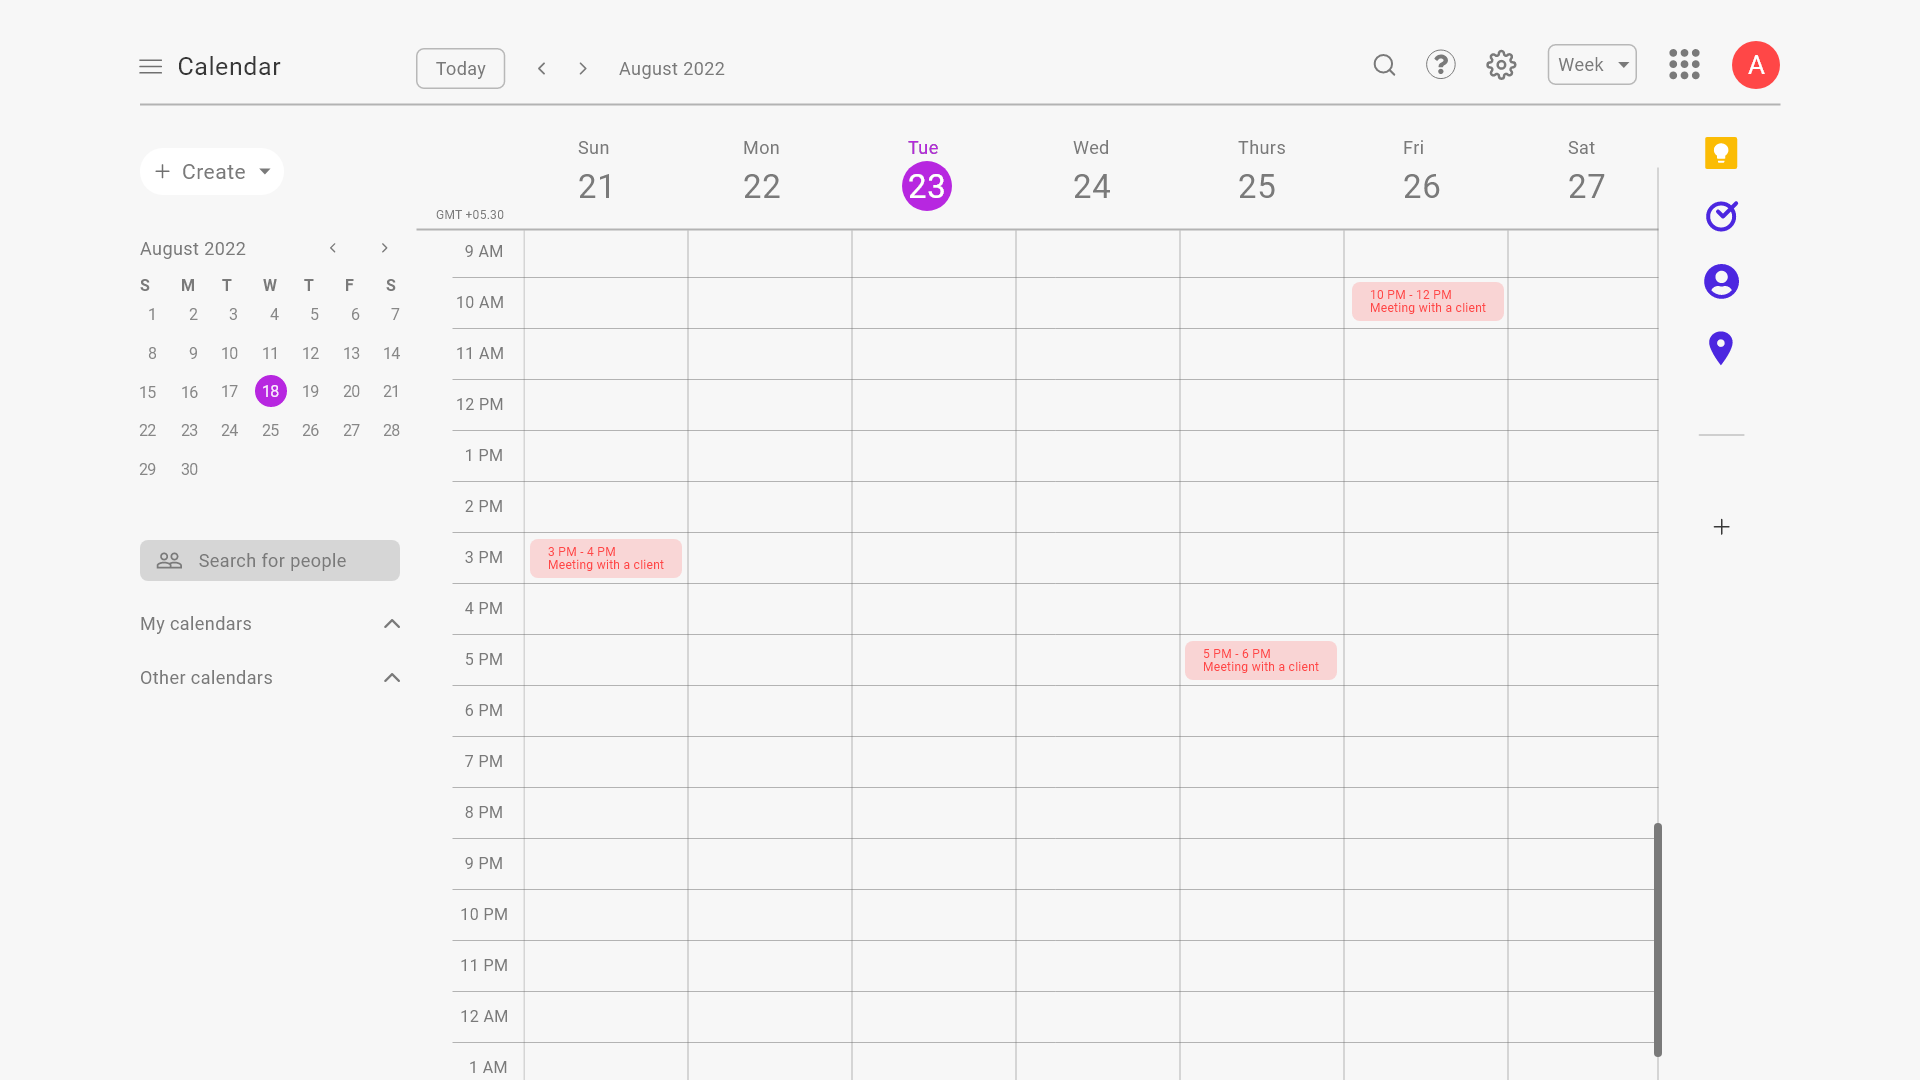 Calendar
Today
August 2022
?
Week
A
Create
Sun
21
Mon
22
Tue
23
Wed
24
Thurs
25
Fri
26
Sat
27
GMT +05.30
August 2022
S M T W T F S
1 2 3 4 5 6 7
8 9 10 11 12 13 14
15 16 17 18 19 20 21
22 23 24 25 26 27 28
29 30
Search for people
My calendars
Other calendars
9 AM
10 AM
10 PM - 12 PM
Meeting with a client
11 AM
12 PM
1 PM
2 PM
3 PM
3 PM - 4 PM
Meeting with a client
4 PM
5 PM
5 PM - 6 PM
Meeting with a client
6 PM
7 PM
8 PM
9 PM
10 PM
11 PM
12 AM
1 AM